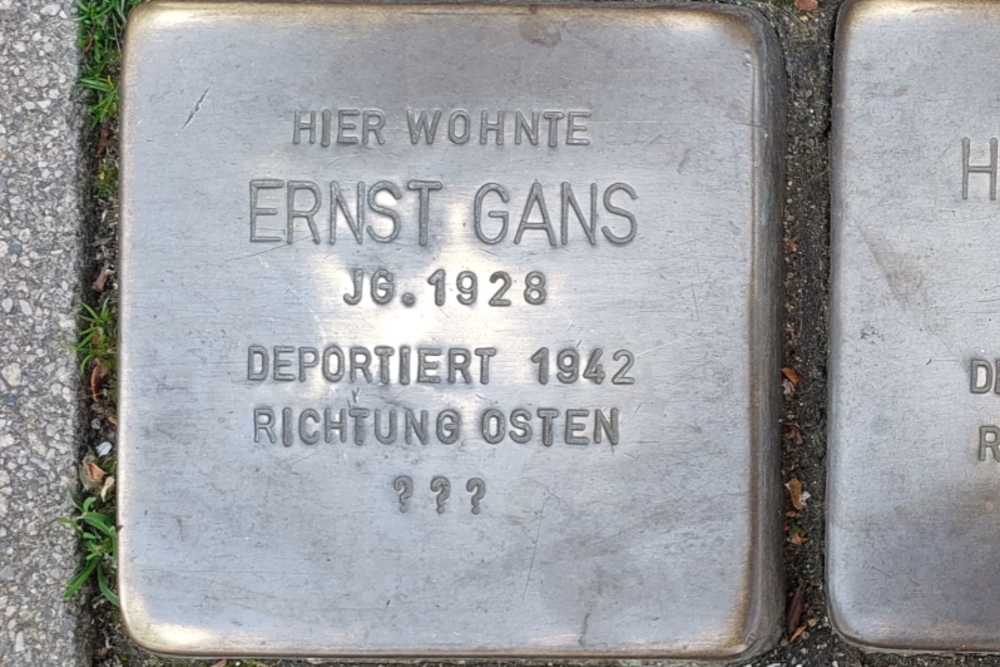 HIER WOHNTE
ERNST GANS
JG. 1928
DEPORTIERT 1942
RICHTUNG OSTEN
???